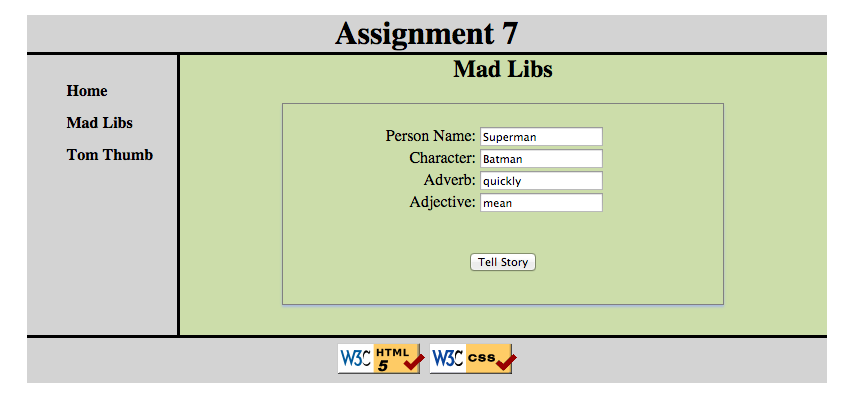 Assignment 7
Home
Mad Libs
Tom Thumb
Mad Libs
Person Name: Superman
Character: Batman
Adverb: quickly
Adjective: mean
Tell Story
W3C HTML 5 W3C css